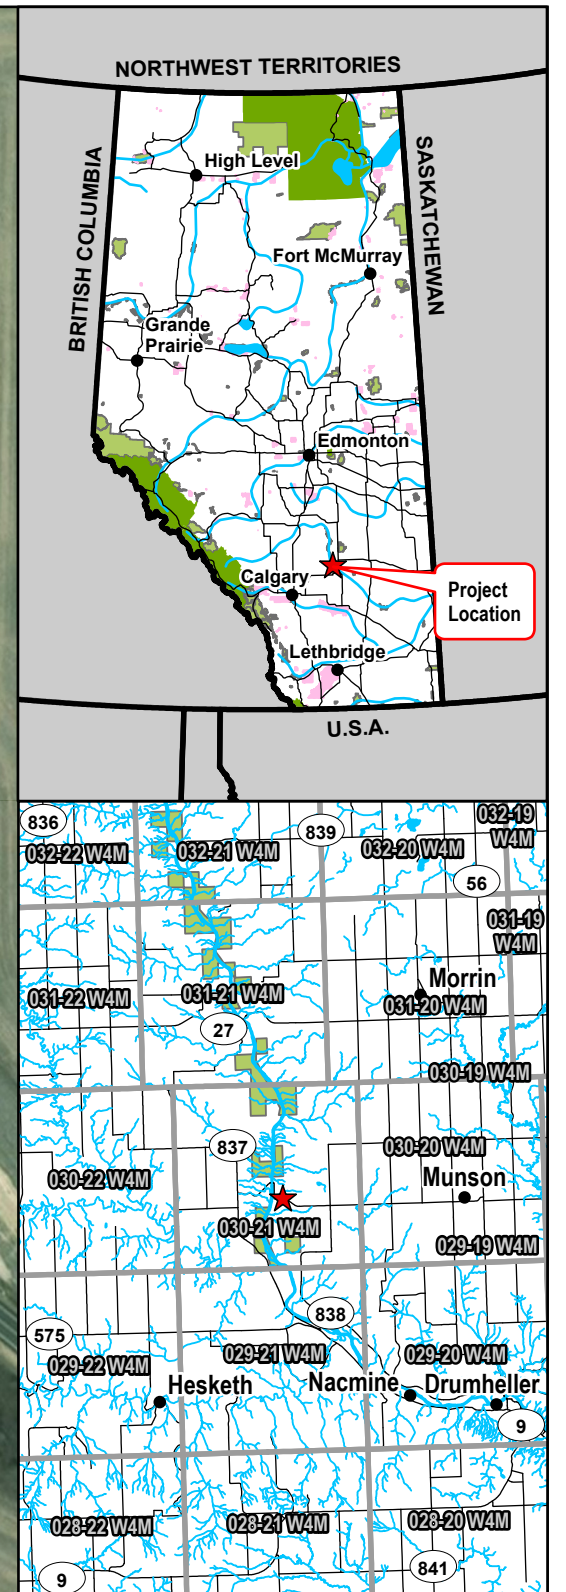 NORTHWEST TERRITORIES
BRITISH COLUMBIA
SASKATCHEWAN
High Level
Fort McMurray
Grande
Prairie
Edmonton
Calgary
Project
Location
Lethbridge
U.S.A.
836
839
032-19
W4M
032-22 W4M
032-21 W4M
032-20 W4M
56
031-19
W4M
Morrin
031-22 W4M
031-21 W4M
031-20 W4M
27
030-19 W4M
837
030-20 W4M
030-22 W4M
Munson
030-21 W4M
029-19 W4M
838
575
029-22 W4M
029-21 W4M
029-20 W4M
Hesketh
Nacmine
Drumheller
9
028-22 W4M
028-21 W4M
028-20 W4M
841
9